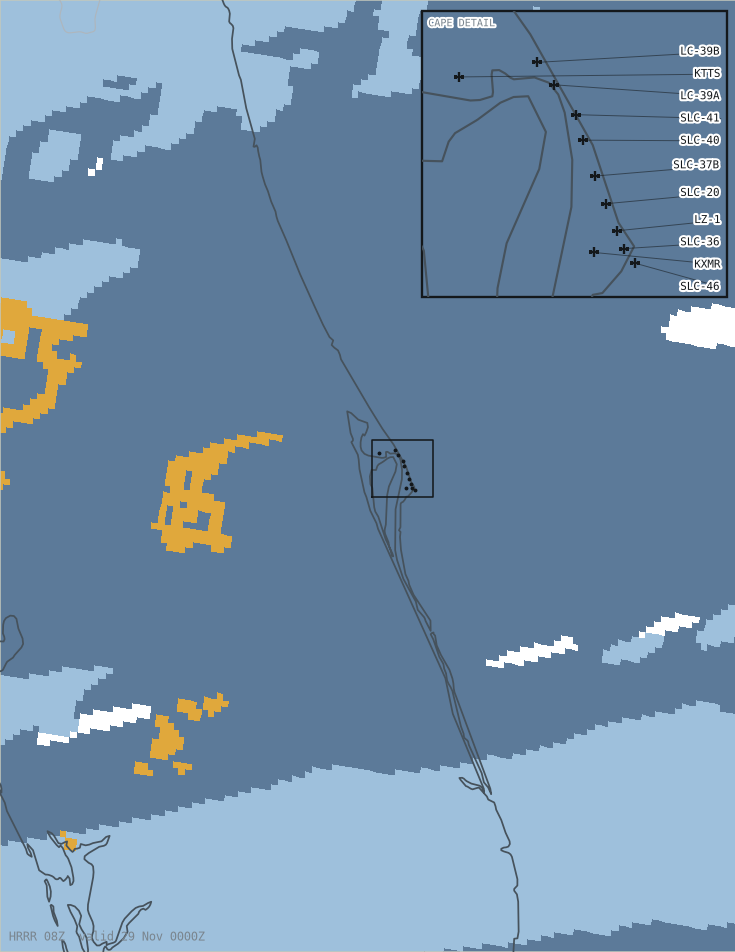 CAPE DETAIL
LC-39B
KTTS
LC-39A
SLC-41
SLC-40
SLC-37B
SLC-20
LZ-1
SLC-36
KXMR
SLC-46
HRRR 08Z valid 29 Nov 0000Z